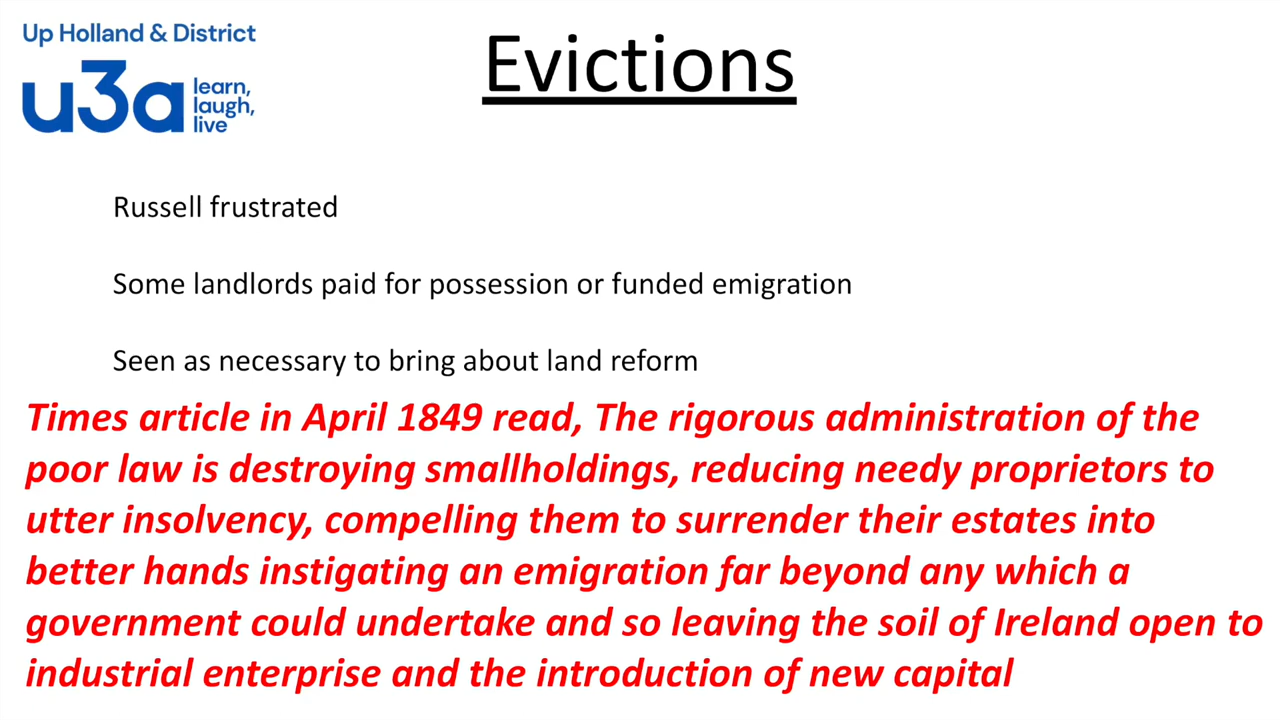 Up Holland & District
u3a
learn,
laugh,
live
Evictions
Russell frustrated
Some landlords paid for possession or funded emigration
Seen as necessary to bring about land reform
Times article in April 1849 read, The rigorous administration of the
poor law is destroying smallholdings, reducing needy proprietors to
utter insolvency, compelling them to surrender their estates into
better hands instigating an emigration far beyond any which a
government could undertake and so leaving the soil of Ireland open to
industrial enterprise and the introduction of new capital